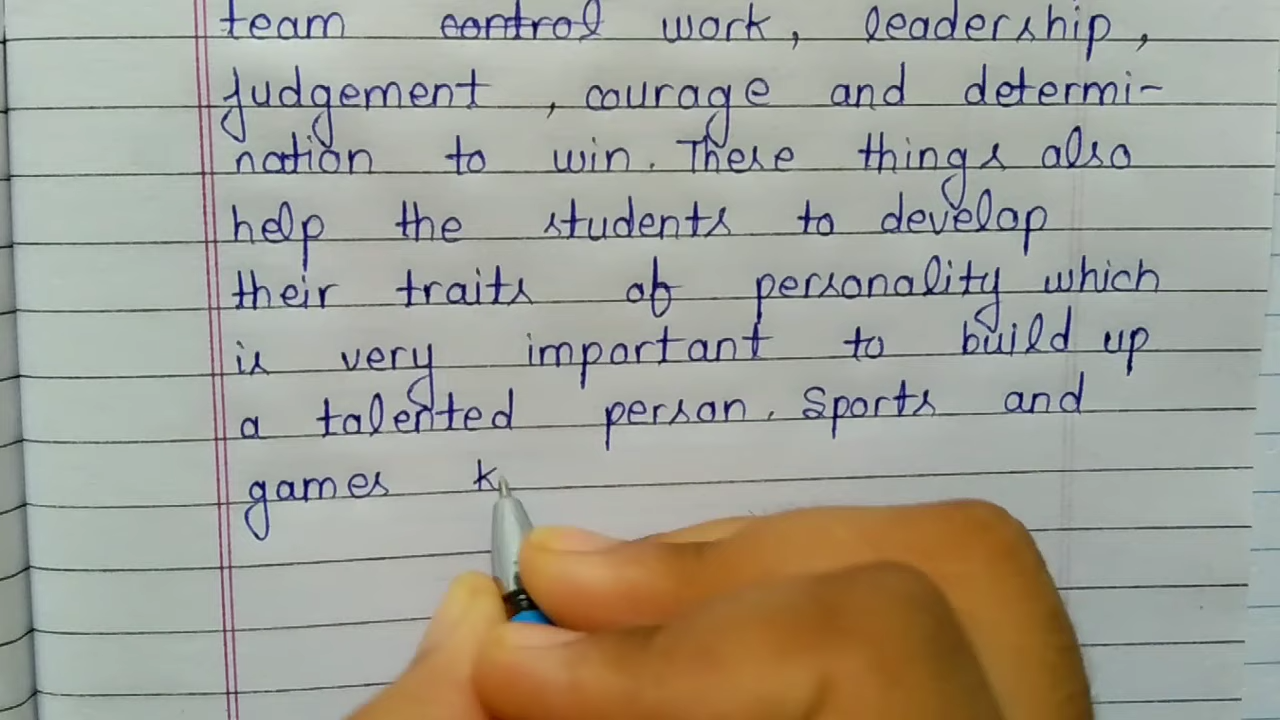 team control work, leadership,
judgement, courage and determi-
nation to win. These things also
help the students to develop
their traits of personality which
is very important to build up
a talented person. Sports and
games k